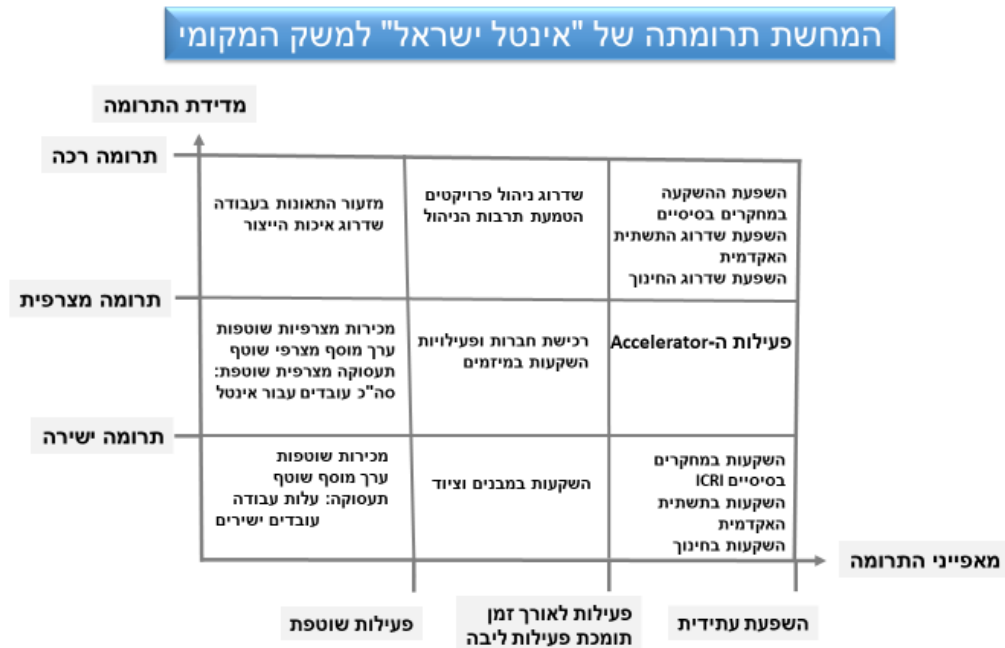 המחשת תרומתה של "אינטל ישראל" למשק המקומי
מדידת התרומה
תרומה רכה
מזעור התאונות בעבודה
שדרוג איכות הייצור
שדרוג ניהול פרויקטים
הטמעת תרבות הניהול
השפעת ההשקעה
במחקרים בסיסיים
השפעת שדרוג התשתית
האקדמית
השפעת שדרוג החינוך
תרומה מצרפית
מכירות מצרפיות שוטפות
ערך מוסף מצרפי שוטף
תעסוקה מצרפית שוטפת:
סה"כ עובדים עבור אינטל
רכישת חברות ופעילויות
השקעות במיזמים
פעילות ה-Accelerator
תרומה ישירה
מכירות שוטפות
ערך מוסף שוטף
תעסוקה: עלות עבודה
עובדים ישירים
השקעות במבנים וציוד
השקעות במחקרים
בסיסיים ICRI
השקעות בתשתית
האקדמית
השקעות בחינוך
מאפייני התרומה
פעילות שוטפת
פעילות לאורך זמן
תומכת פעילות ליבה
השפעת עתידית